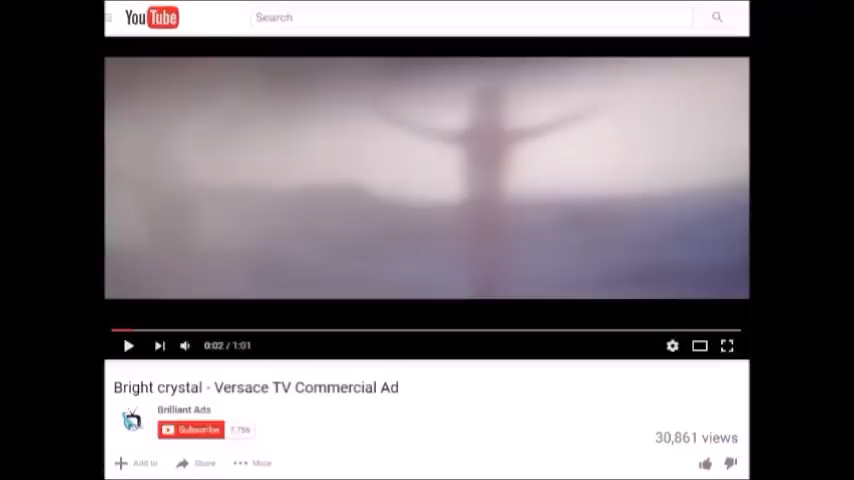 YouTube
Search
0:02 / 1:01
Bright crystal - Versace TV Commercial Ad
Brilliant Ads
Subscribe 7,756
30,861 views
Add to Share More